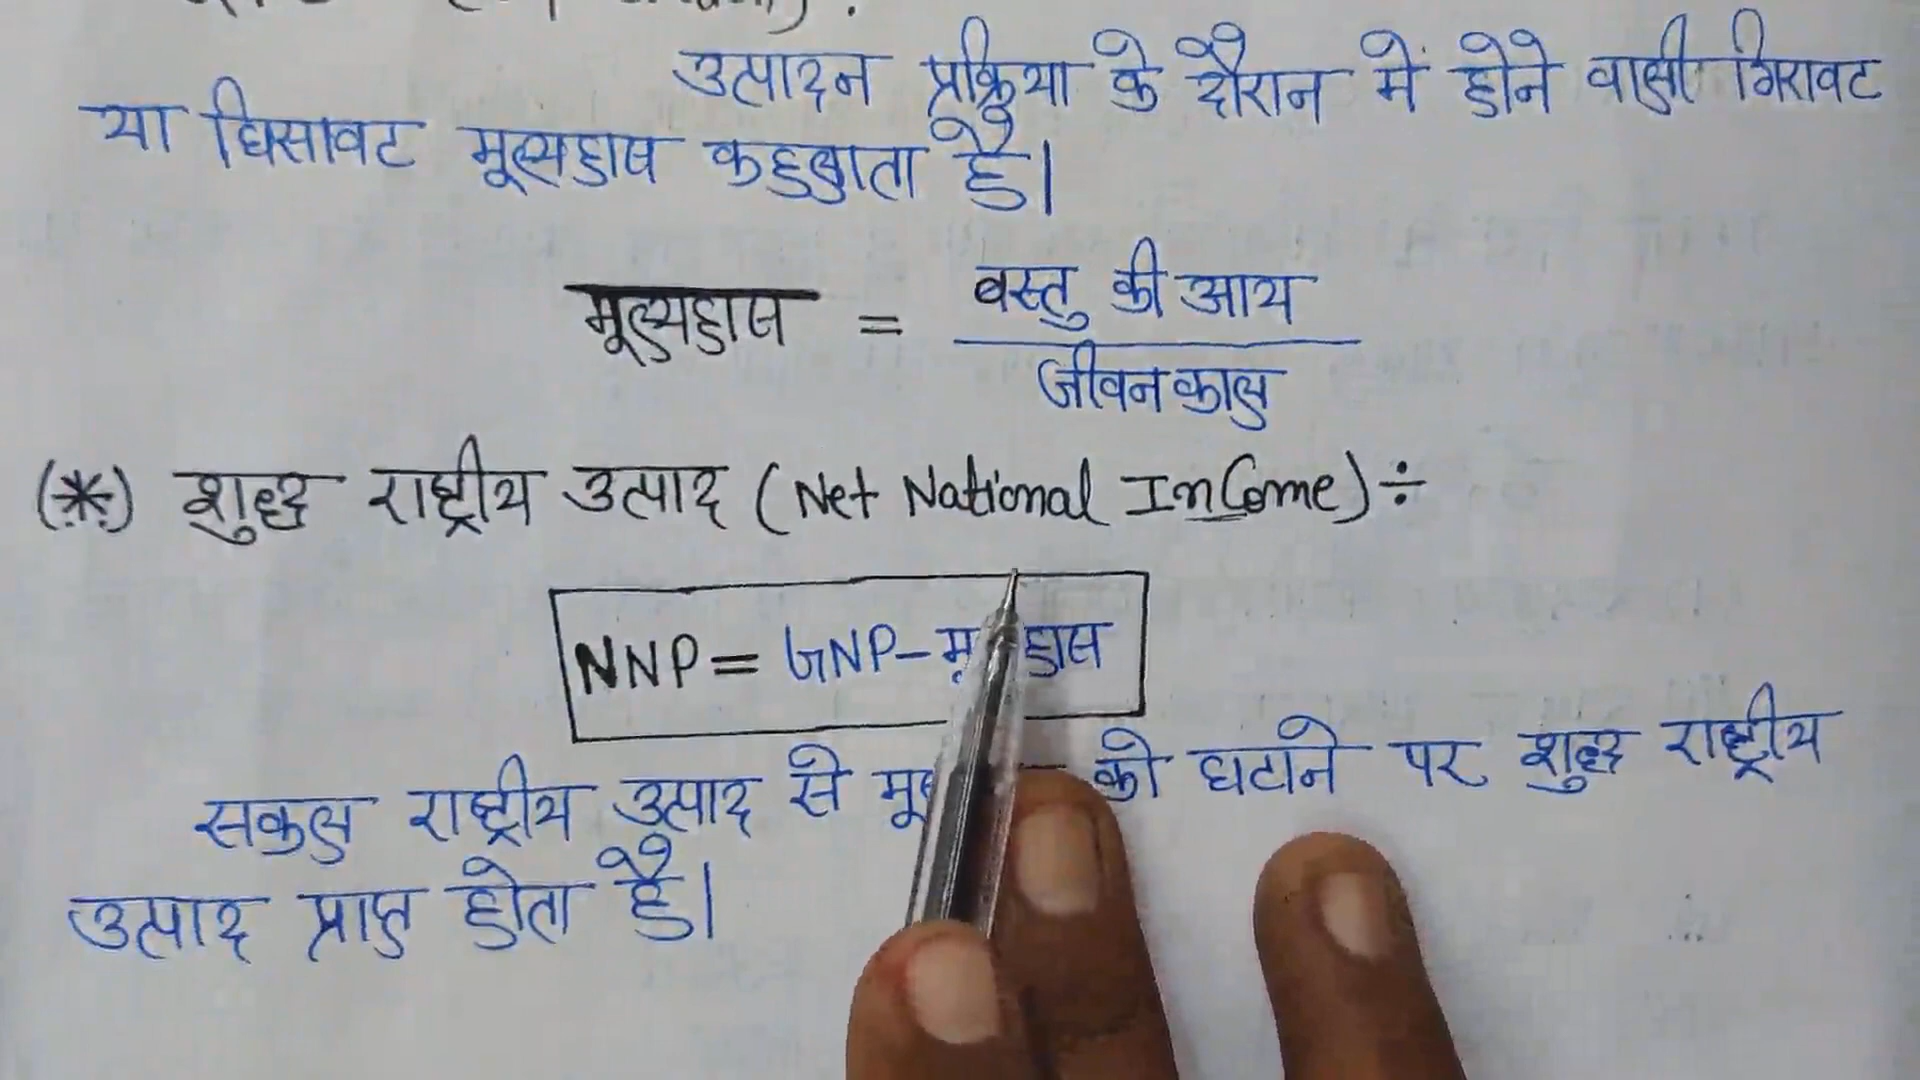 उत्पादन प्रक्रिया के दौरान में होने वाली गिरावट
या घिसावट मूल्यह्रास कहलाता है।
मूल्यह्रास = वस्तु की आय
जीवन काल
(*) शुद्ध राष्ट्रीय उत्पाद (Net National InCome) ÷
NNP = GNP - मू ह्रास
सकल राष्ट्रीय उत्पाद से को घटाने पर शुद्ध राष्ट्रीय
उत्पाद प्राप्त होता है।